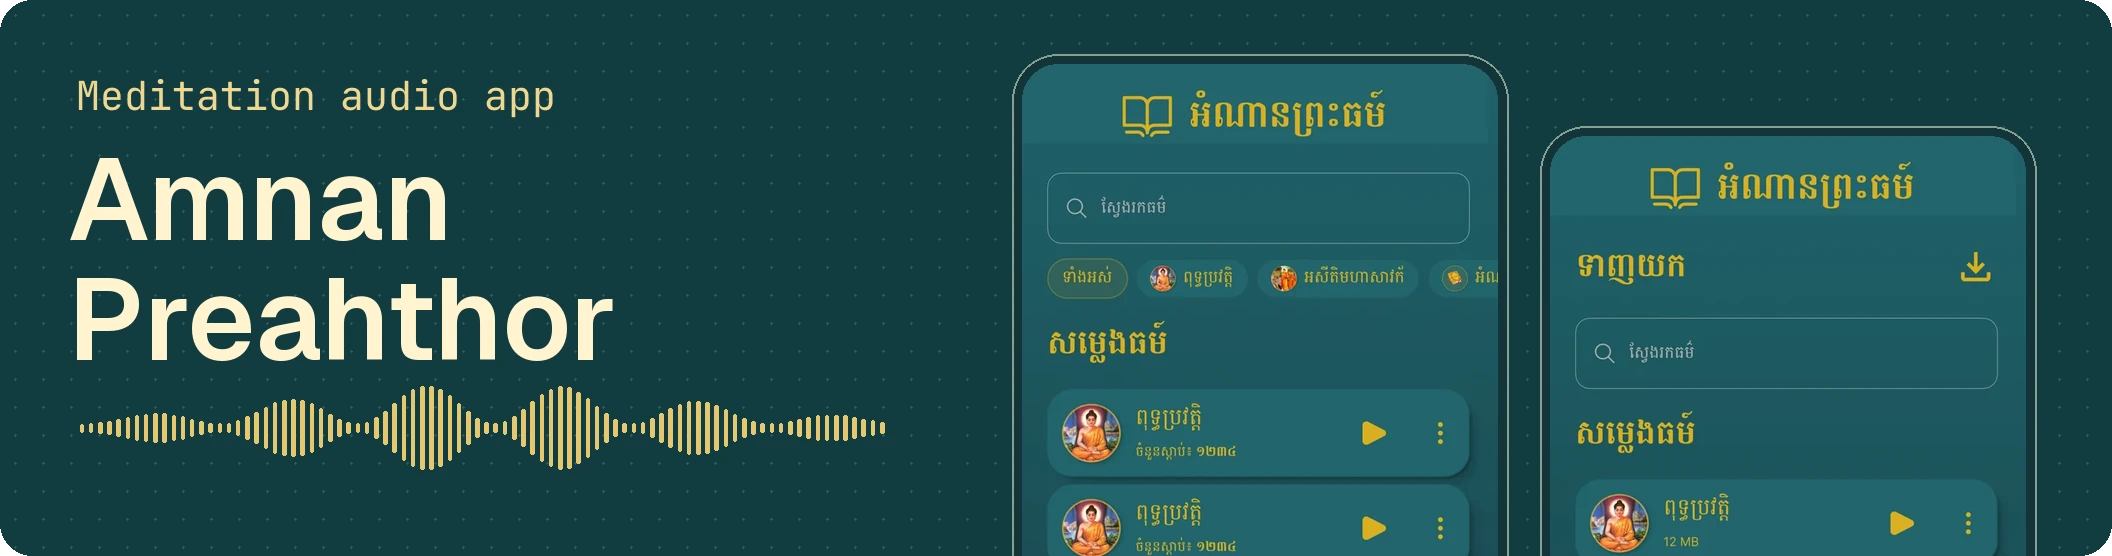 Meditation audio app
Amnan
Preahthor
អំណានព្រះធម៍
ស្វែងរកធម៌
ទាំងអស់ ពុទ្ធប្រវត្តិ អសីតិមហាសាវក័ អំណ
សម្លេងធម៍
ពុទ្ធប្រវត្តិ
ចំនួនស្តាប់៖ ១២៣៤
ពុទ្ធប្រវត្តិ
ចំនួនស្តាប់៖ ១២៣៤
អំណានព្រះធម៍
ទាញយក
ស្វែងរកធម៌
សម្លេងធម៍
ពុទ្ធប្រវត្តិ
12 MB